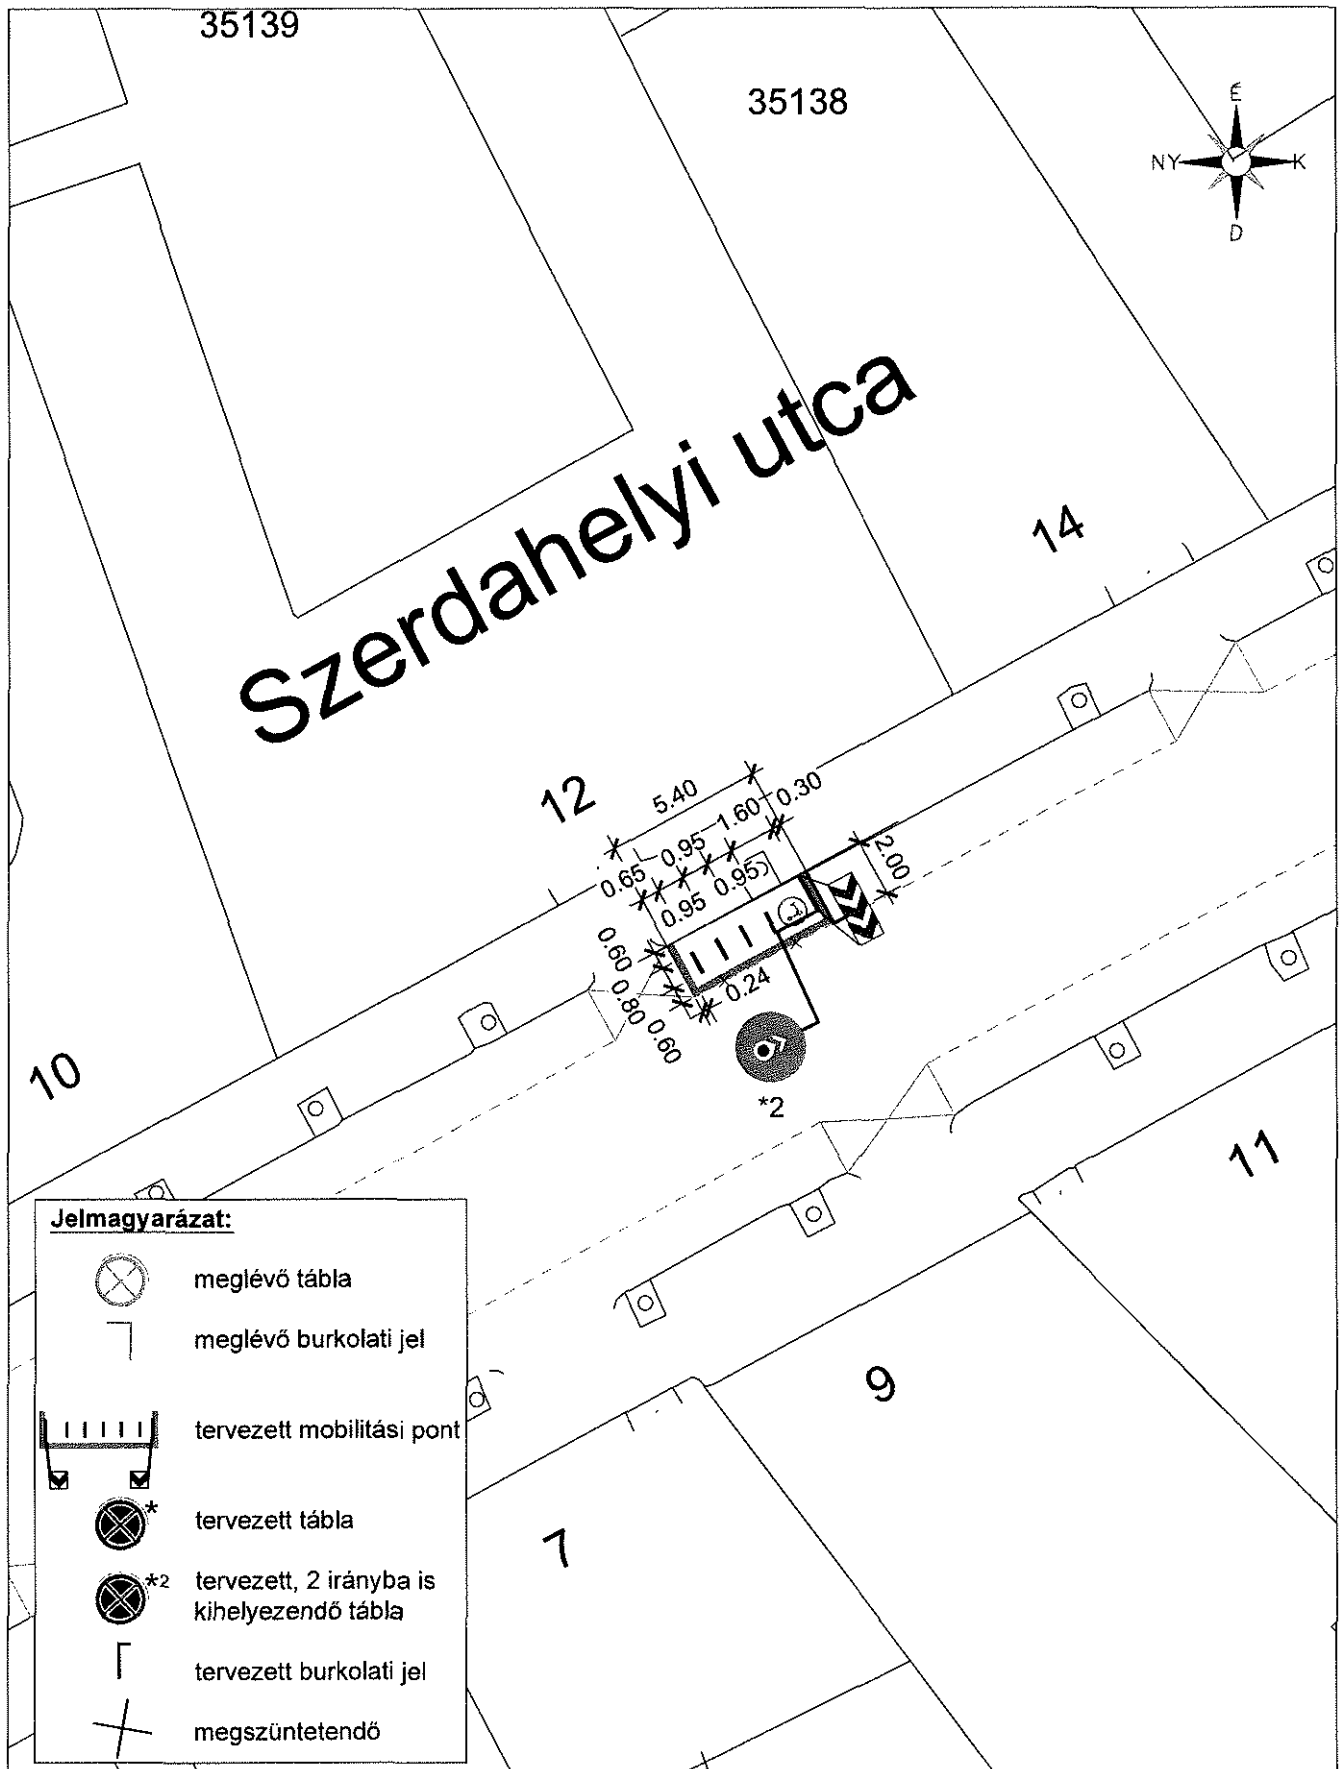 35139
35138
É
NY
K
D
Szerdahelyi utca
14
12
5.40
0.30
1.60
0.95
0.65
0.95
0.95
2.00
0.60
0.80
0.60
0.24
*2
10
11
9
7
Jelmagyarázat:
meglévő tábla
meglévő burkolati jel
tervezett mobilitási pont
*
tervezett tábla
*2
tervezett, 2 irányba is
kihelyezendő tábla
tervezett burkolati jel
megszüntetendő